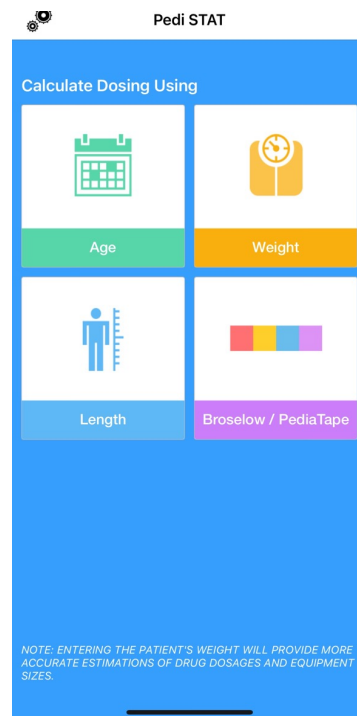 Pedi STAT
Calculate Dosing Using
Age
Weight
Length
Broselow / PediaTape
NOTE: ENTERING THE PATIENT'S WEIGHT WILL PROVIDE MORE
ACCURATE ESTIMATIONS OF DRUG DOSAGES AND EQUIPMENT
SIZES.